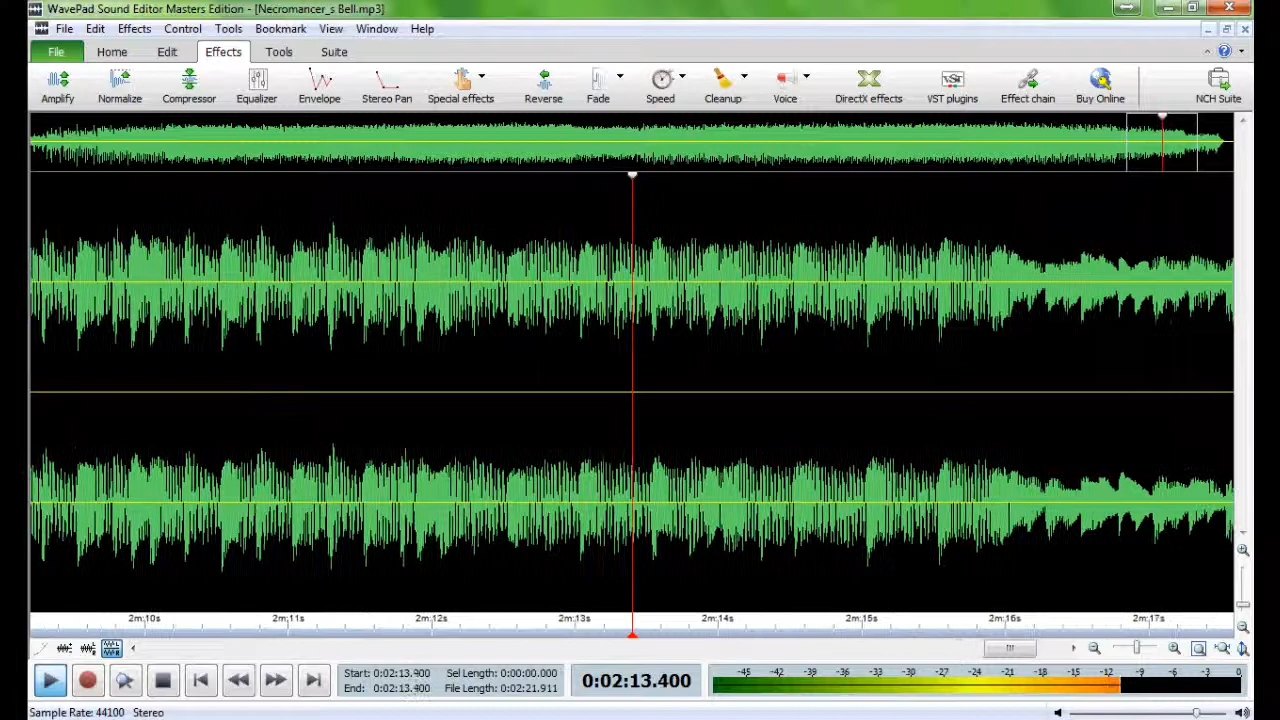 WavePad Sound Editor Masters Edition - [Necromancer_s Bell.mp3]
File Edit Effects Control Tools Bookmark View Window Help
File Home Edit Effects Tools Suite
Amplify Normalize Compressor Equalizer Envelope Stereo Pan Special effects Reverse Fade Speed Cleanup Voice DirectX effects VST plugins Effect chain Buy Online NCH Suite
2m;10s 2m;11s 2m;12s 2m;13s 2m;14s 2m;15s 2m;16s 2m;17s
Start: 0:02:13.400 Sel Length: 0:00:00.000
End: 0:02:13.400 File Length: 0:02:21.911
0:02:13.400
-45 -42 -39 -36 -33 -30 -27 -24 -21 -18 -15 -12 -9 -6 -3 0
Sample Rate: 44100 Stereo